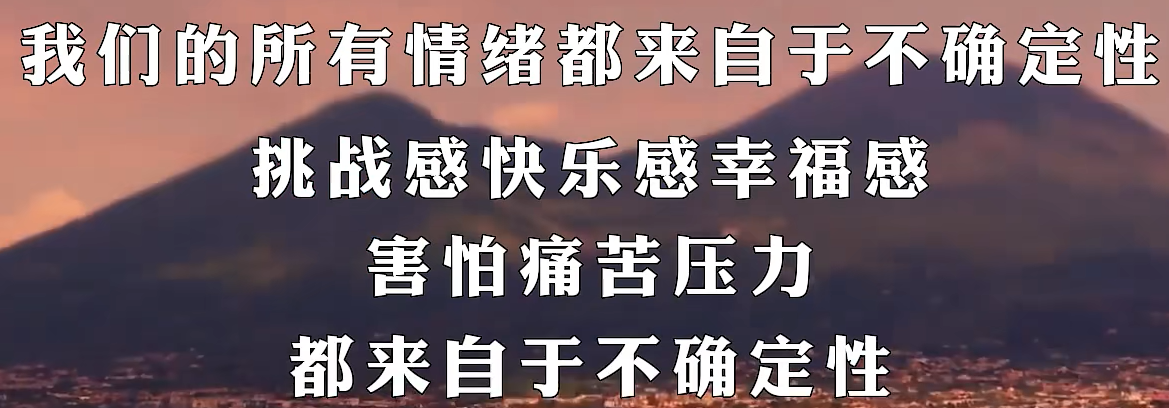 我们的所有情绪都来自于不确定性
挑战感快乐感幸福感
害怕痛苦压力
都来自于不确定性